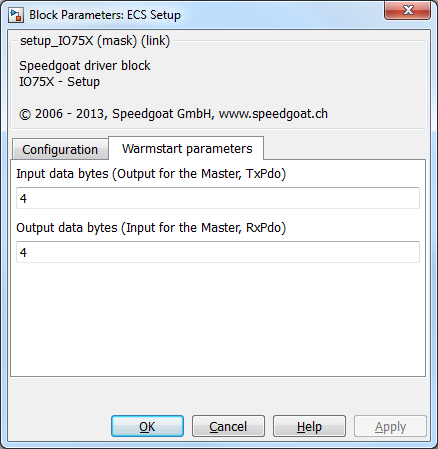 Block Parameters: ECS Setup
setup_IO75X (mask) (link)
Speedgoat driver block
IO75X - Setup
© 2006 - 2013, Speedgoat GmbH, www.speedgoat.ch
Configuration Warmstart parameters
Input data bytes (Output for the Master, TxPdo)
4
Output data bytes (Input for the Master, RxPdo)
4
OK Cancel Help Apply